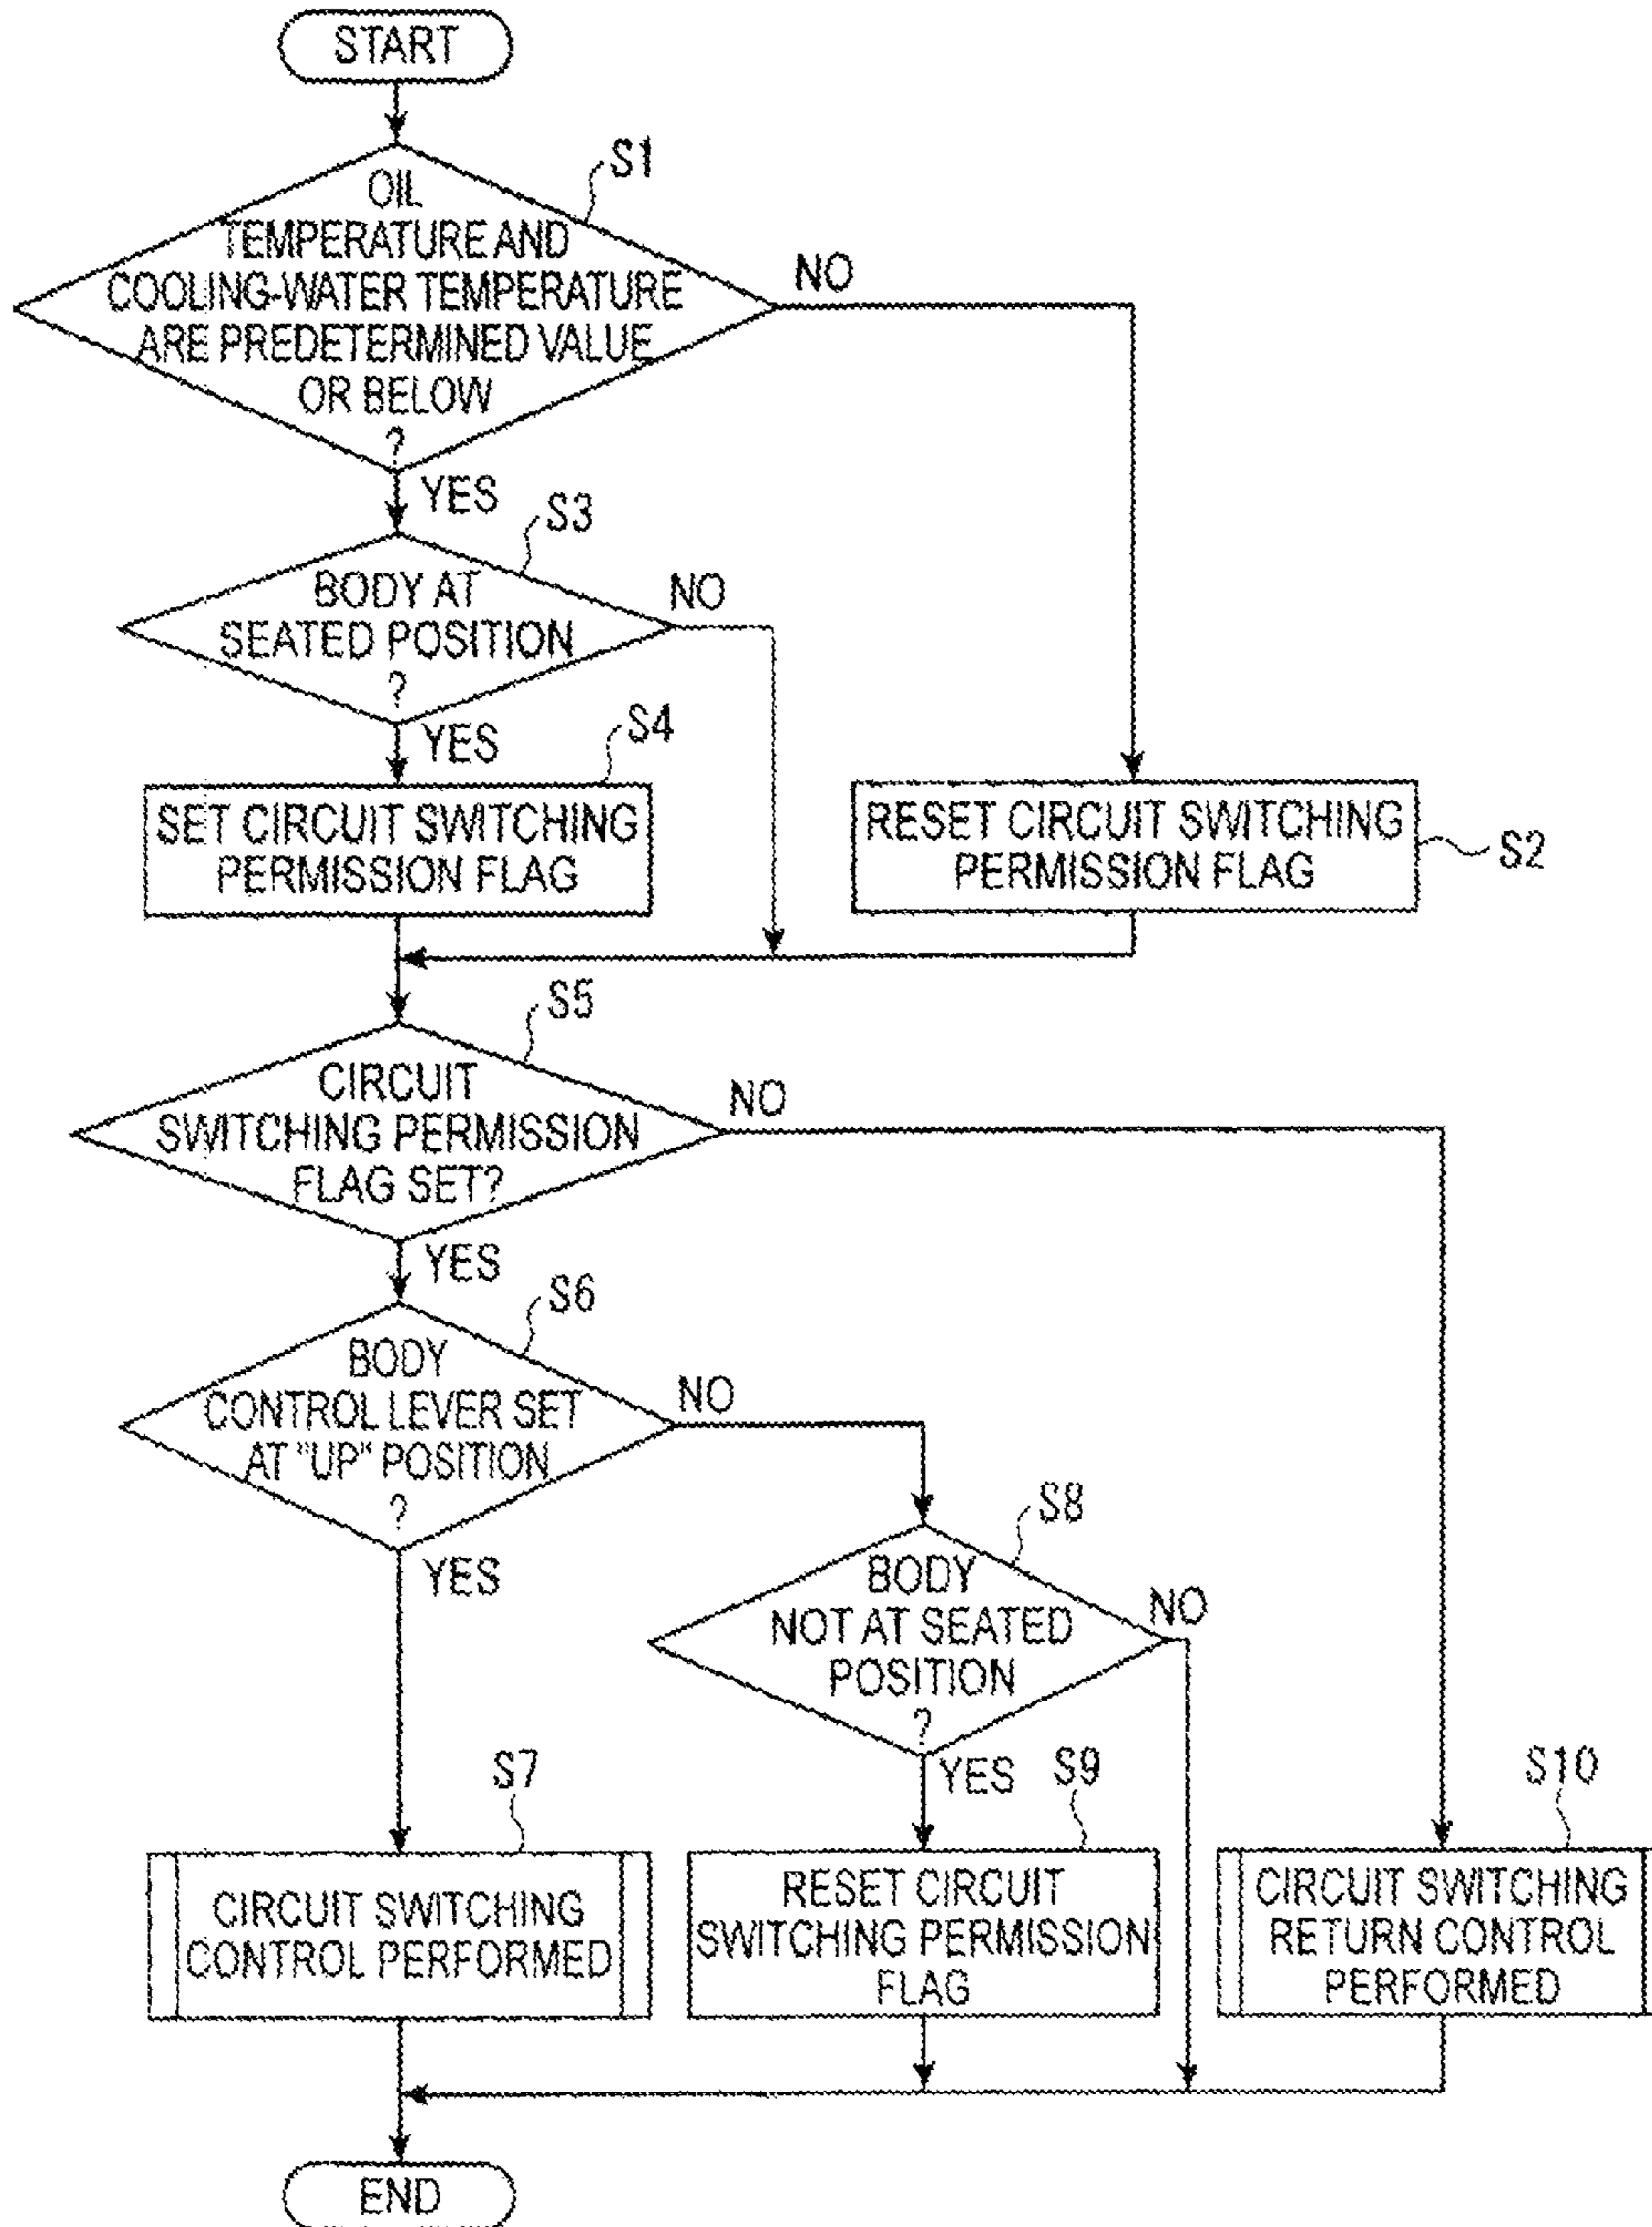 START
S1
OIL
TEMPERATURE AND
COOLING-WATER TEMPERATURE
ARE PREDETERMINED VALUE
OR BELOW
?
NO
YES
S3
BODY AT
SEATED POSITION
?
NO
YES
S4
SET CIRCUIT SWITCHING
PERMISSION FLAG
RESET CIRCUIT SWITCHING
PERMISSION FLAG
S2
S5
CIRCUIT
SWITCHING PERMISSION
FLAG SET?
NO
YES
S6
BODY
CONTROL LEVER SET
AT "UP" POSITION
?
NO
YES
S8
BODY
NOT AT SEATED
POSITION
?
NO
YES
S7
CIRCUIT SWITCHING
CONTROL PERFORMED
S9
RESET CIRCUIT
SWITCHING PERMISSION
FLAG
S10
CIRCUIT SWITCHING
RETURN CONTROL
PERFORMED
END